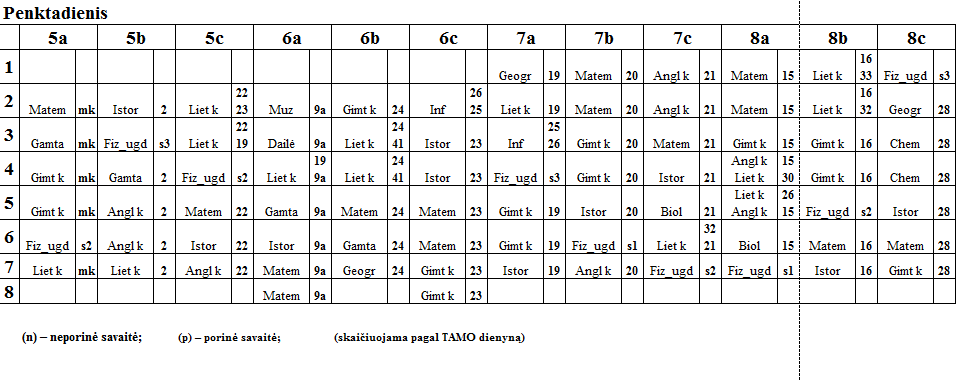 Penktadienis
5a 5b 5c 6a 6b 6c 7a 7b 7c 8a 8b 8c
16
1 33
Geogr 19 Matem 20 Angl k 21 Matem 15 Liet k Fiz_ugd s3
22 26 16
2 Matem mk Istor 2 Liet k 23 Muz 9a Gimt k 24 Inf 25 Liet k 19 Matem 20 Angl k 21 Matem 15 Liet k 32 Geogr 28
22 24 25
3 Gamta mk Fiz_ugd s3 Liet k 19 Dailė 9a Liet k 41 Istor 23 Inf 26 Gimt k 20 Matem 21 Gimt k 15 Gimt k 16 Chem 28
19 24 Angl k 15
4 Gimt k mk Gamta 2 Fiz_ugd s2 Liet k 9a Liet k 41 Istor 23 Fiz_ugd s3 Gimt k 20 Istor 21 Liet k 30 Gimt k 16 Chem 28
Liet k 26
5 Gimt k mk Angl k 2 Matem 22 Gamta 9a Matem 24 Matem 23 Gimt k 19 Istor 20 Biol 21 Angl k 15 Fiz_ugd s2 Istor 28
32
6 Fiz_ugd s2 Angl k 2 Istor 22 Istor 9a Gamta 24 Matem 23 Gimt k 19 Fiz_ugd s1 Liet k 21 Biol 15 Matem 16 Matem 28
7 Liet k mk Liet k 2 Angl k 22 Matem 9a Geogr 24 Gimt k 23 Istor 19 Angl k 20 Fiz_ugd s2 Fiz_ugd s1 Istor 16 Gimt k 28
8 Matem 9a Gimt k 23
(n) – neporinė savaitė; (p) – porinė savaitė; (skaičiuojama pagal TAMO dienyną)